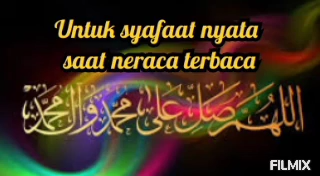 Untuk syafaat nyata
saat neraca terbaca
اللهم صل على محمد وآل محمد
FILMIX